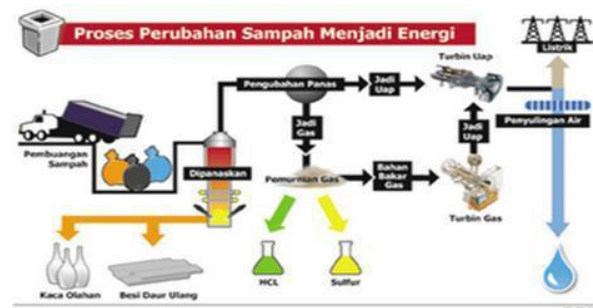 Proses Perubahan Sampah Menjadi Energi
Listrik
Turbin Uap
Pengubahan Panas
Jadi
Uap
Jadi
Gas
Jadi
Uap
Penyulingan Air
Pembuangan
Sampah
Dipanaskan
Pemurnian Gas
Bahan
Bakar
Gas
Turbin Gas
Kaca Olahan
Besi Daur Ulang
HCL
Sulfur